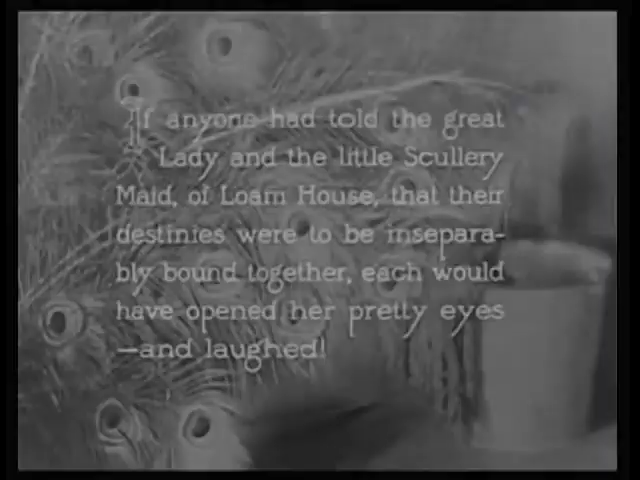 If anyone had told the great
Lady and the little Scullery
Maid, of Loam House, that their
destinies were to be insepara-
bly bound together, each would
have opened her pretty eyes
—and laughed!